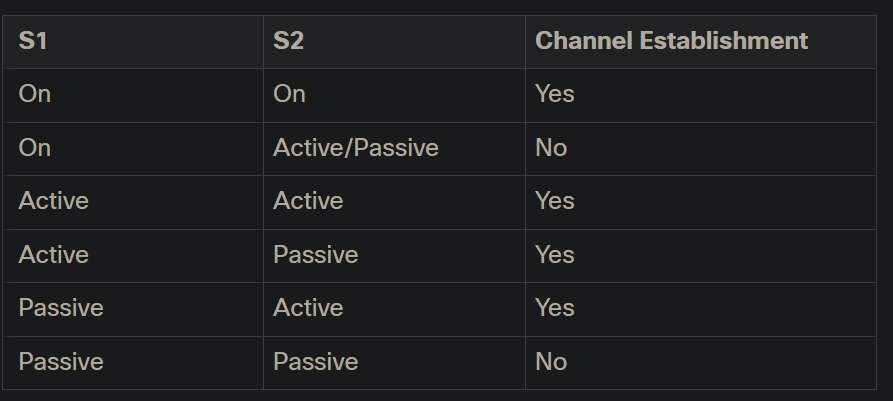 S1 S2 Channel Establishment
On On Yes
On Active/Passive No
Active Active Yes
Active Passive Yes
Passive Active Yes
Passive Passive No